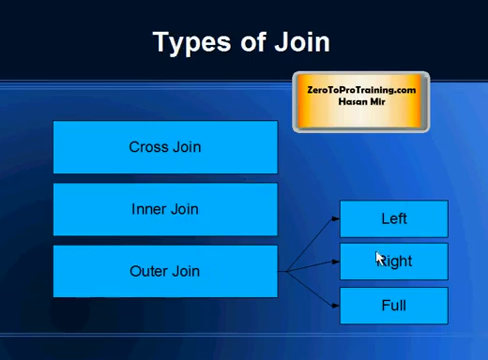 Types of Join
ZeroToProTraining.com
Hasan Mir
Cross Join
Inner Join
Outer Join
Left
Right
Full